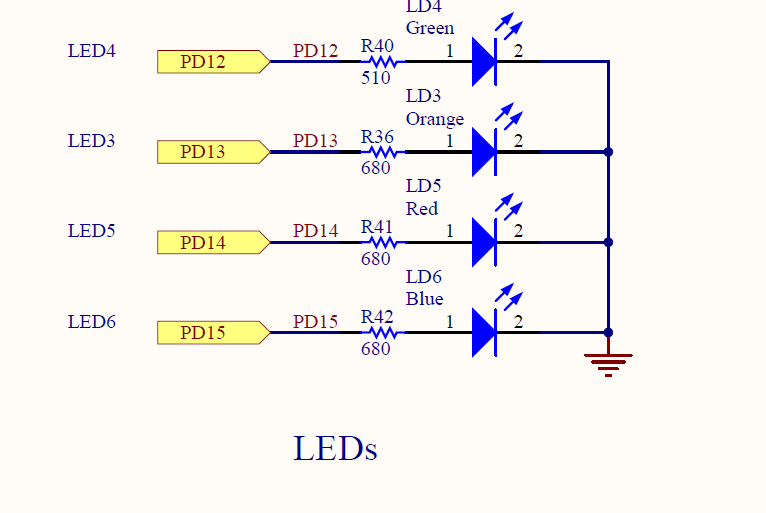 LD4
Green
LED4
PD12
PD12
R40
510
1
2
LD3
Orange
LED3
PD13
PD13
R36
680
1
2
LD5
Red
LED5
PD14
PD14
R41
680
1
2
LD6
Blue
LED6
PD15
PD15
R42
680
1
2
LEDs